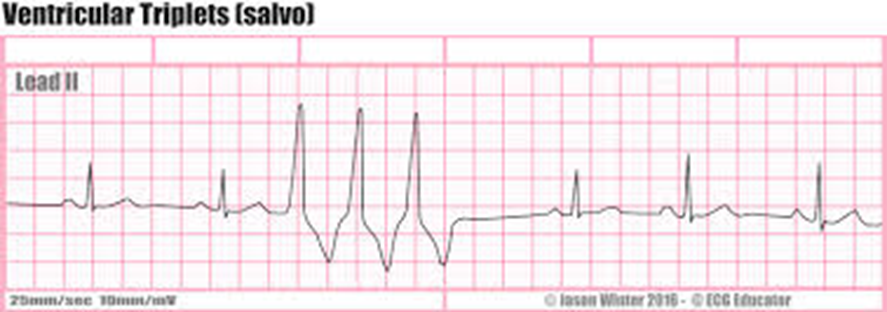 Ventricular Triplets (salvo)
Lead II
25mm/sec 10mm/mV
© Jason Winter 2016 - © ECG Educator